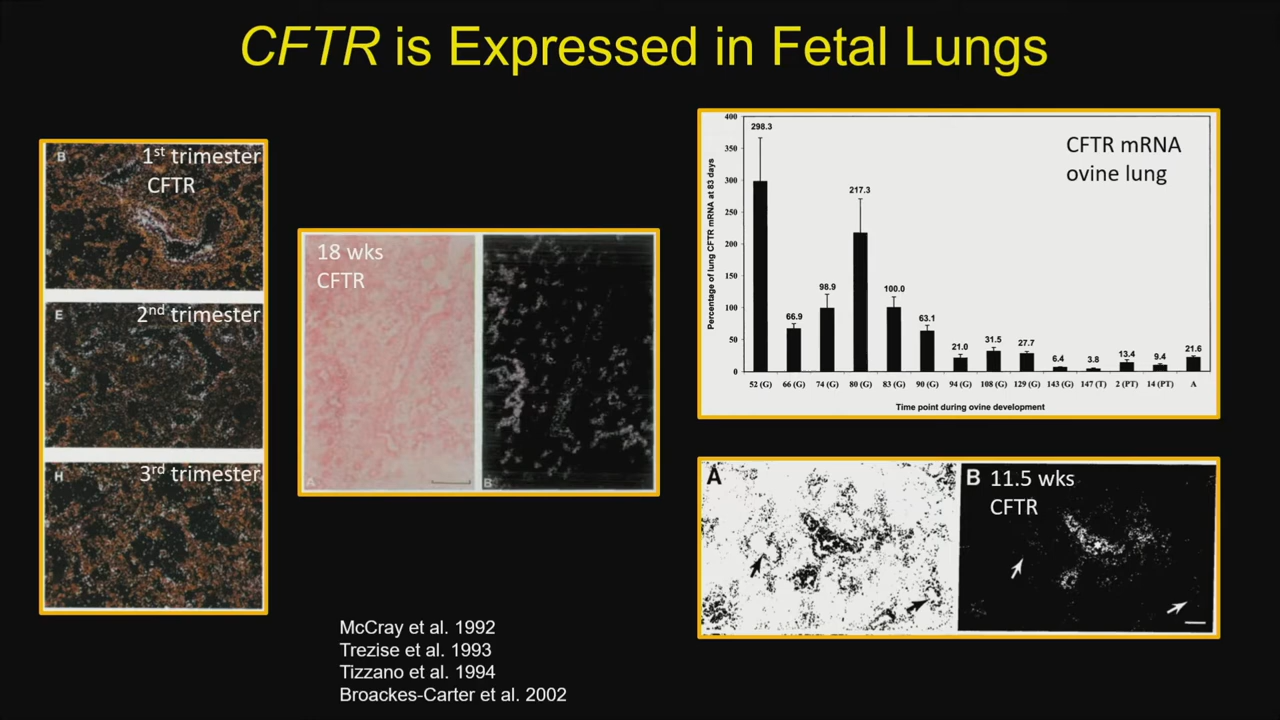 CFTR is Expressed in Fetal Lungs
B
1st trimester
CFTR
E
2nd trimester
H
3rd trimester
18 wks
CFTR
A
B
CFTR mRNA
ovine lung
Percentage of lung CFTR mRNA at 83 days
400
350
300
250
200
150
100
50
0
298.3
66.9
98.9
217.3
100.0
63.1
21.0
31.5
27.7
6.4
3.8
13.4
9.4
21.6
52 (G) 66 (G) 74 (G) 80 (G) 83 (G) 90 (G) 94 (G) 108 (G) 129 (G) 143 (G) 147 (T) 2 (PT) 14 (PT) A
Time point during ovine development
A
B
11.5 wks
CFTR
McCray et al. 1992
Trezise et al. 1993
Tizzano et al. 1994
Broackes-Carter et al. 2002